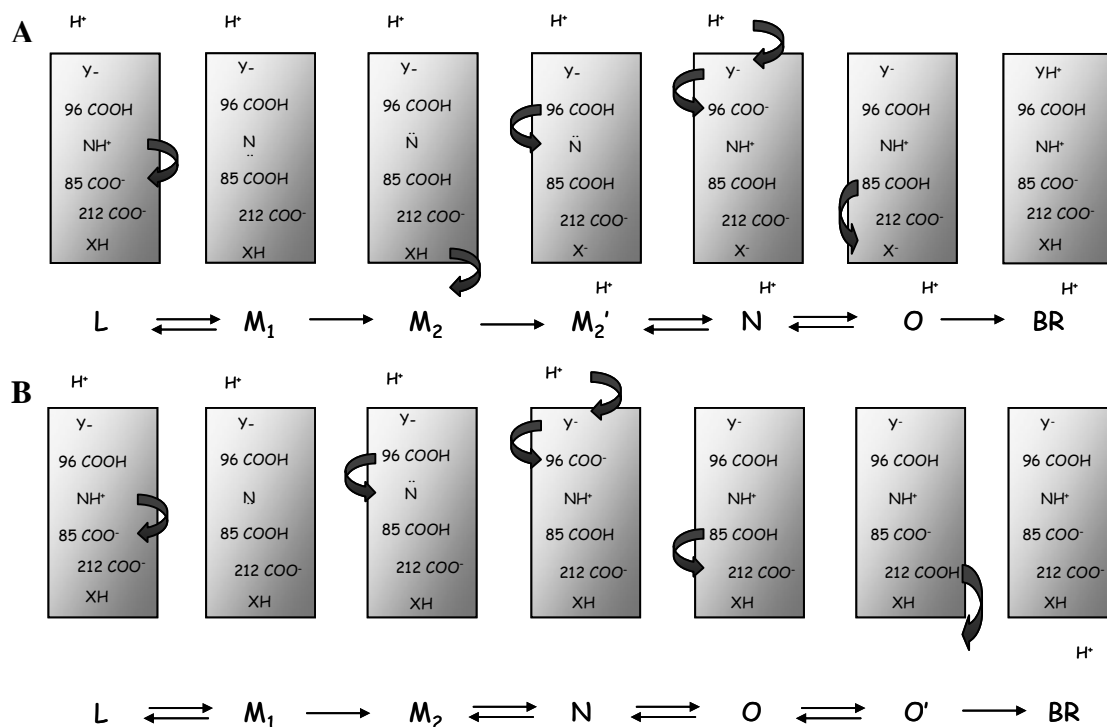 A H⁺ H⁺ H⁺ H⁺ H⁺
Y- Y- Y- Y- Y⁻ Y⁻ YH⁺
96 COOH 96 COOH 96 COOH 96 COOH 96 COO⁻ 96 COOH 96 COOH
NH⁺ N N̈ N̈ NH⁺ NH⁺ NH⁺
85 COO⁻ 85 COOH 85 COOH 85 COOH 85 COOH 85 COOH 85 COO⁻
212 COO⁻ 212 COO⁻ 212 COO⁻ 212 COO⁻ 212 COO⁻ 212 COO⁻ 212 COO⁻
XH XH XH X⁻ X⁻ X⁻ XH
H⁺ H⁺ H⁺ H⁺
L M₁ M₂ M₂' N O BR
B H⁺ H⁺ H⁺ H⁺
Y- Y- Y- Y⁻ Y⁻ Y⁻ Y⁻
96 COOH 96 COOH 96 COOH 96 COO⁻ 96 COOH 96 COOH 96 COOH
NH⁺ N N̈ NH⁺ NH⁺ NH⁺ NH⁺
85 COO⁻ 85 COOH 85 COOH 85 COOH 85 COOH 85 COO⁻ 85 COO⁻
212 COO⁻ 212 COO⁻ 212 COO⁻ 212 COO⁻ 212 COO⁻ 212 COOH 212 COO⁻
XH XH XH XH XH XH XH
H⁺
L M₁ M₂ N O O' BR